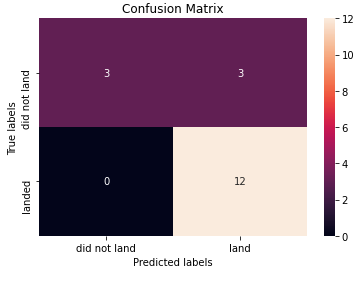 Confusion Matrix
True labels
did not land
landed
3 3
0 12
did not land land
Predicted labels
12
10
8
6
4
2
0